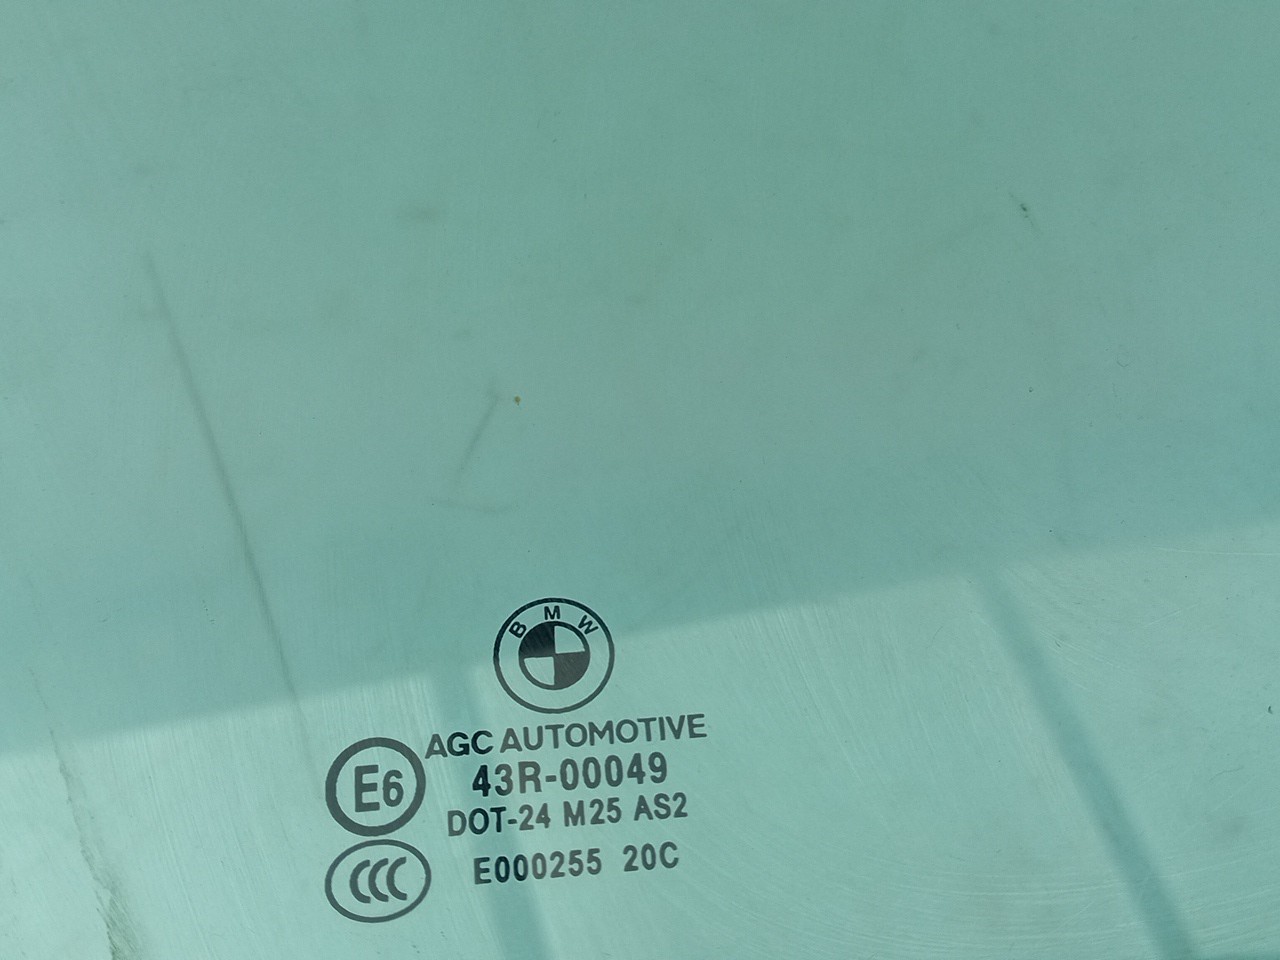 BMW
AGC AUTOMOTIVE
E6
43R-00049
DOT-24 M25 AS2
CCC
E000255 20C